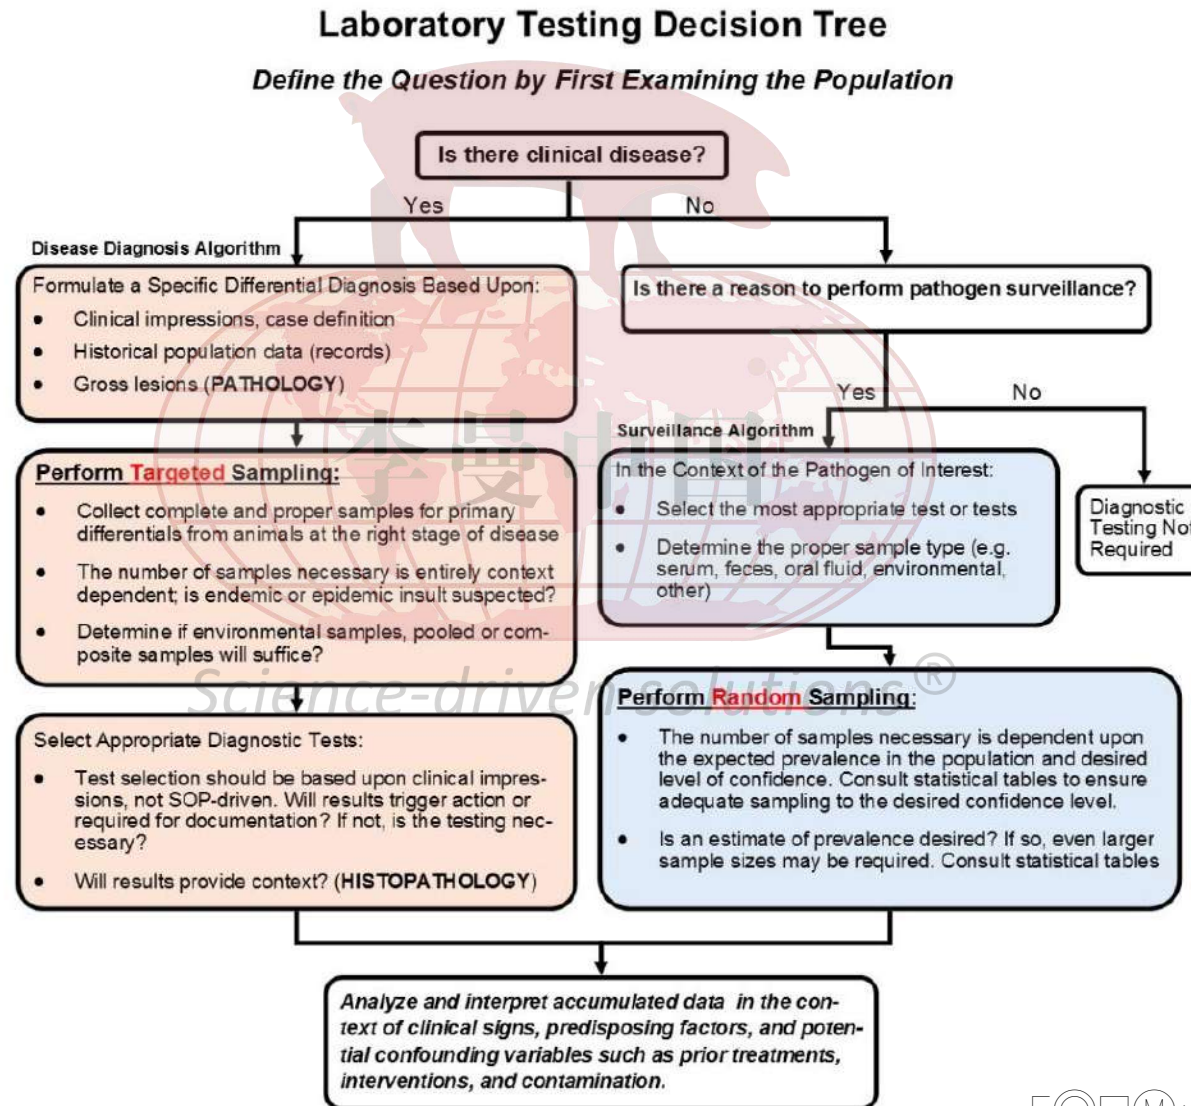 Laboratory Testing Decision Tree
Define the Question by First Examining the Population
Is there clinical disease?
Yes
No
Disease Diagnosis Algorithm
Formulate a Specific Differential Diagnosis Based Upon:
• Clinical impressions, case definition
• Historical population data (records)
• Gross lesions (PATHOLOGY)
Is there a reason to perform pathogen surveillance?
Yes
No
Perform Targeted Sampling:
• Collect complete and proper samples for primary
differentials from animals at the right stage of disease
• The number of samples necessary is entirely context
dependent; is endemic or epidemic insult suspected?
• Determine if environmental samples, pooled or com-
posite samples will suffice?
Surveillance Algorithm
In the Context of the Pathogen of Interest:
• Select the most appropriate test or tests
• Determine the proper sample type (e.g.
serum, feces, oral fluid, environmental,
other)
Diagnostic
Testing Not
Required
Select Appropriate Diagnostic Tests:
• Test selection should be based upon clinical impres-
sions, not SOP-driven. Will results trigger action or
required for documentation? If not, is the testing nec-
essary?
• Will results provide context? (HISTOPATHOLOGY)
Perform Random Sampling:
• The number of samples necessary is dependent upon
the expected prevalence in the population and desired
level of confidence. Consult statistical tables to ensure
adequate sampling to the desired confidence level.
• Is an estimate of prevalence desired? If so, even larger
sample sizes may be required. Consult statistical tables
Analyze and interpret accumulated data in the con-
text of clinical signs, predisposing factors, and poten-
tial confounding variables such as prior treatments,
interventions, and contamination.
李曼中国
Science-driven solutions®